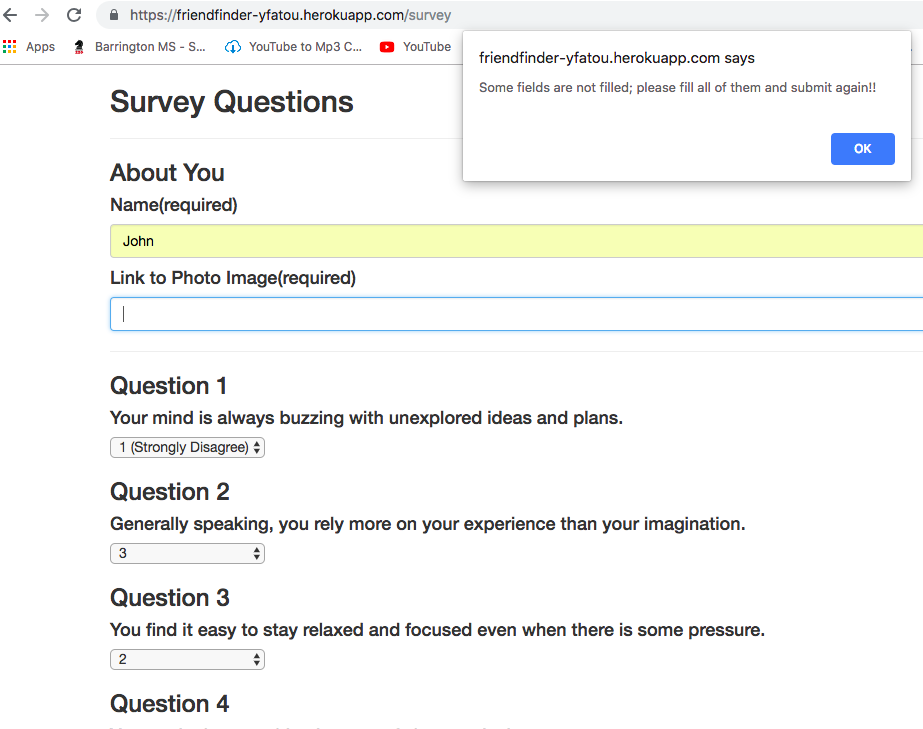 https://friendfinder-yfatou.herokuapp.com/survey
Apps Barrington MS - S... YouTube to Mp3 C... YouTube
friendfinder-yfatou.herokuapp.com says
Some fields are not filled; please fill all of them and submit again!!
OK
Survey Questions
About You
Name(required)
John
Link to Photo Image(required)
Question 1
Your mind is always buzzing with unexplored ideas and plans.
1 (Strongly Disagree)
Question 2
Generally speaking, you rely more on your experience than your imagination.
3
Question 3
You find it easy to stay relaxed and focused even when there is some pressure.
2
Question 4